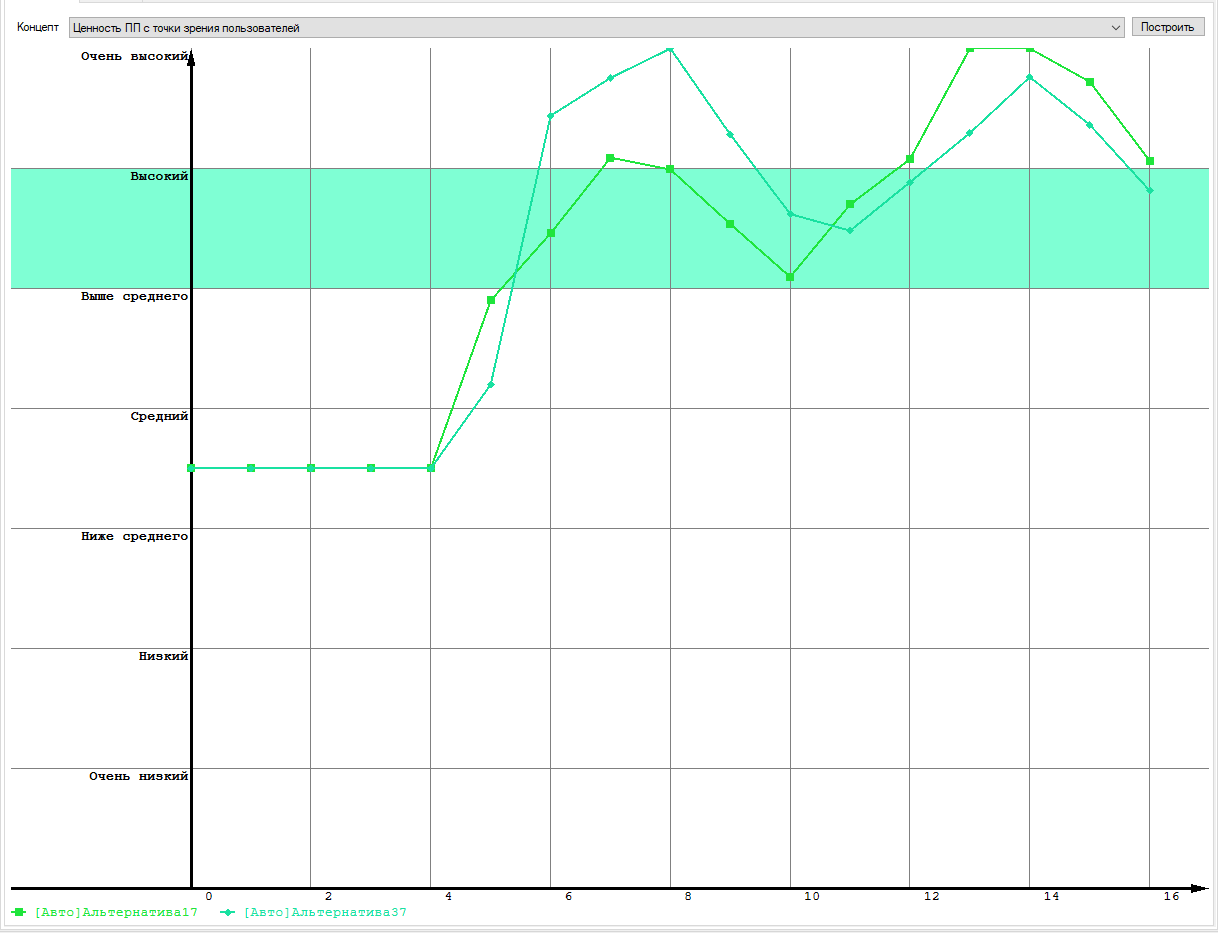 Концепт Ценность ПП с точки зрения пользователей Построить
Очень высокий
Высокий
Выше среднего
Средний
Ниже среднего
Низкий
Очень низкий
0 2 4 6 8 10 12 14 16
[Авто]Альтернатива17 [Авто]Альтернатива37